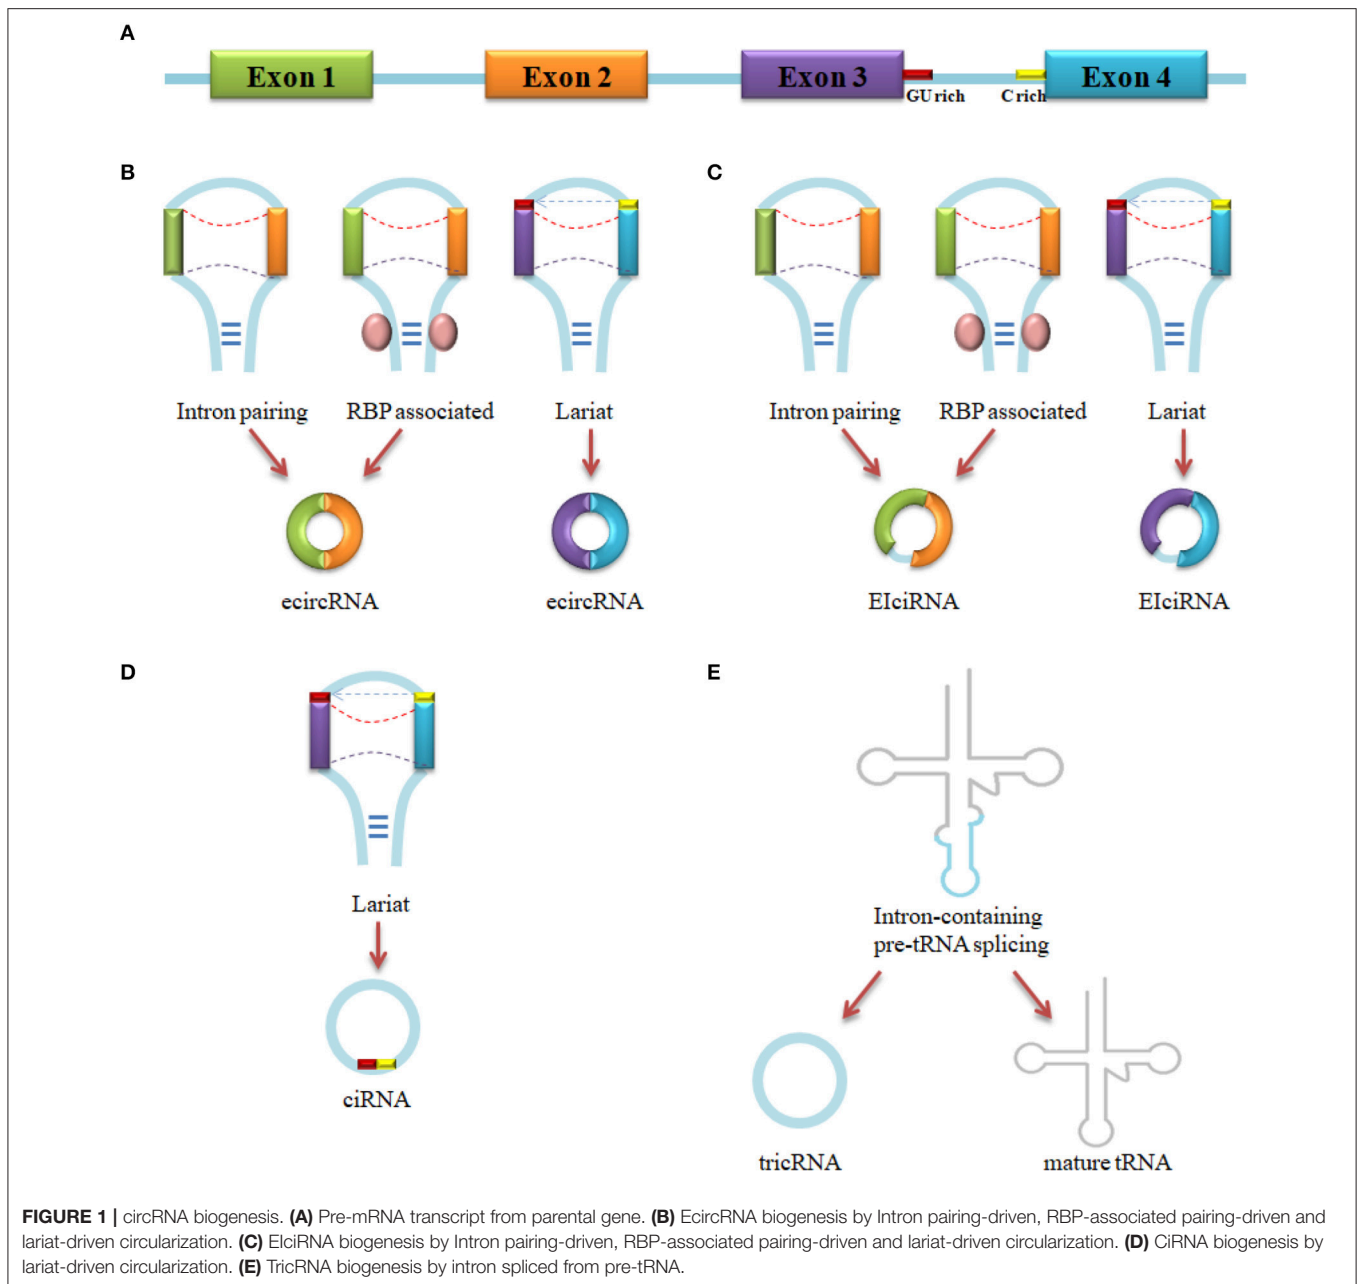 A
Exon 1
Exon 2
Exon 3
Exon 4
GU rich
C rich
B
Intron pairing
RBP associated
Lariat
ecircRNA
ecircRNA
C
Intron pairing
RBP associated
Lariat
EIciRNA
EIciRNA
D
Lariat
ciRNA
E
Intron-containing
pre-tRNA splicing
tricRNA
mature tRNA
FIGURE 1 | circRNA biogenesis. (A) Pre-mRNA transcript from parental gene. (B) EcircRNA biogenesis by Intron pairing-driven, RBP-associated pairing-driven and
lariat-driven circularization. (C) EIciRNA biogenesis by Intron pairing-driven, RBP-associated pairing-driven and lariat-driven circularization. (D) CiRNA biogenesis by
lariat-driven circularization. (E) TricRNA biogenesis by intron spliced from pre-tRNA.